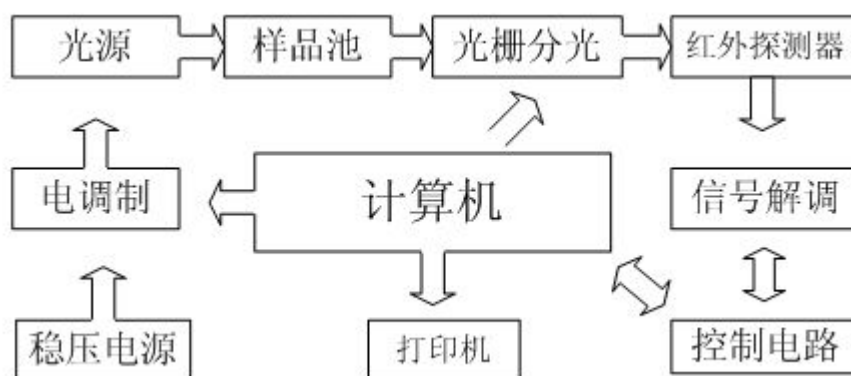 光源
样品池
光栅分光
红外探测器
电调制
计算机
信号解调
稳压电源
打印机
控制电路